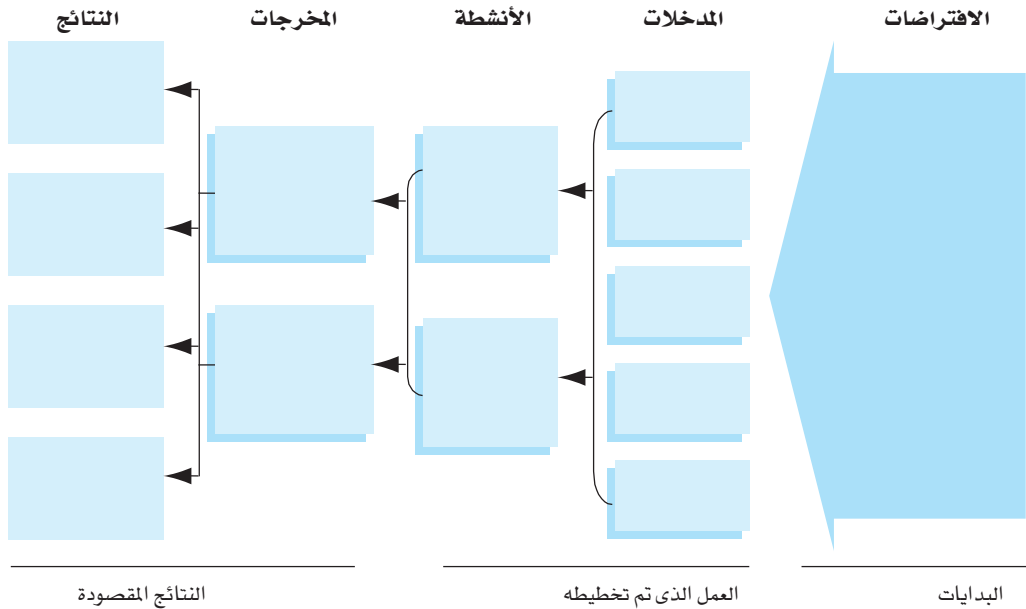 الافتراضات
المدخلات
الأنشطة
المخرجات
النتائج
البدايات
العمل الذى تم تخطيطه
النتائج المقصودة